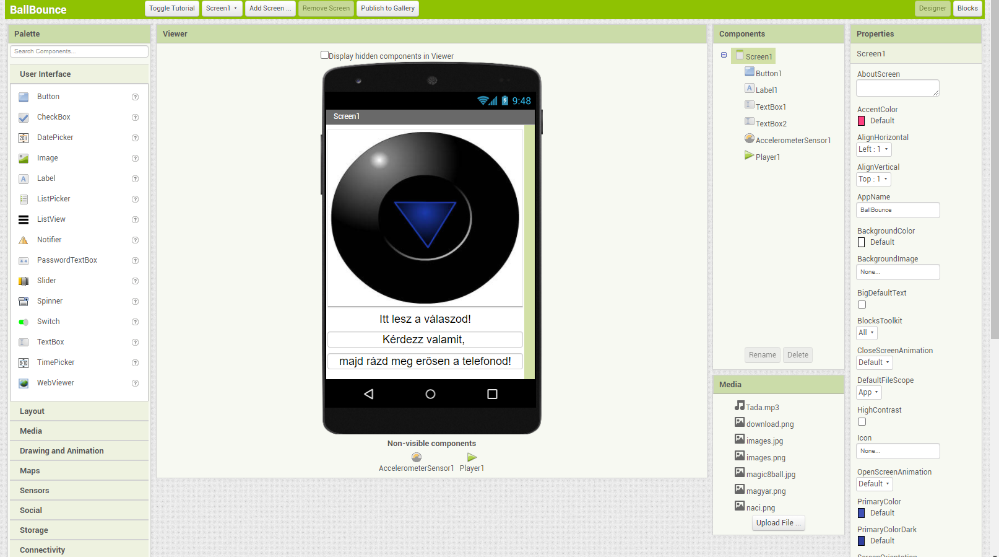 BallBounce
Toggle Tutorial Screen1 Add Screen ... Remove Screen Publish to Gallery Designer Blocks
Palette
Search Components...
User Interface
Button
CheckBox
DatePicker
Image
Label
ListPicker
ListView
Notifier
PasswordTextBox
Slider
Spinner
Switch
TextBox
TimePicker
WebViewer
Layout
Media
Drawing and Animation
Maps
Sensors
Social
Storage
Connectivity
Viewer
Display hidden components in Viewer
9:48
Screen1
Itt lesz a válaszod!
Kérdezz valamit,
majd rázd meg erősen a telefonod!
Non-visible components
AccelerometerSensor1 Player1
Components
Screen1
Button1
Label1
TextBox1
TextBox2
AccelerometerSensor1
Player1
Rename Delete
Media
Tada.mp3
download.png
images.jpg
images.png
magic8ball.jpg
magyar.png
naci.png
Upload File ...
Properties
Screen1
AboutScreen
AccentColor
Default
AlignHorizontal
Left : 1
AlignVertical
Top : 1
AppName
BallBounce
BackgroundColor
Default
BackgroundImage
None...
BigDefaultText
BlocksToolkit
All
CloseScreenAnimation
Default
DefaultFileScope
App
HighContrast
Icon
None...
OpenScreenAnimation
Default
PrimaryColor
Default
PrimaryColorDark
Default
ScreenOrientation